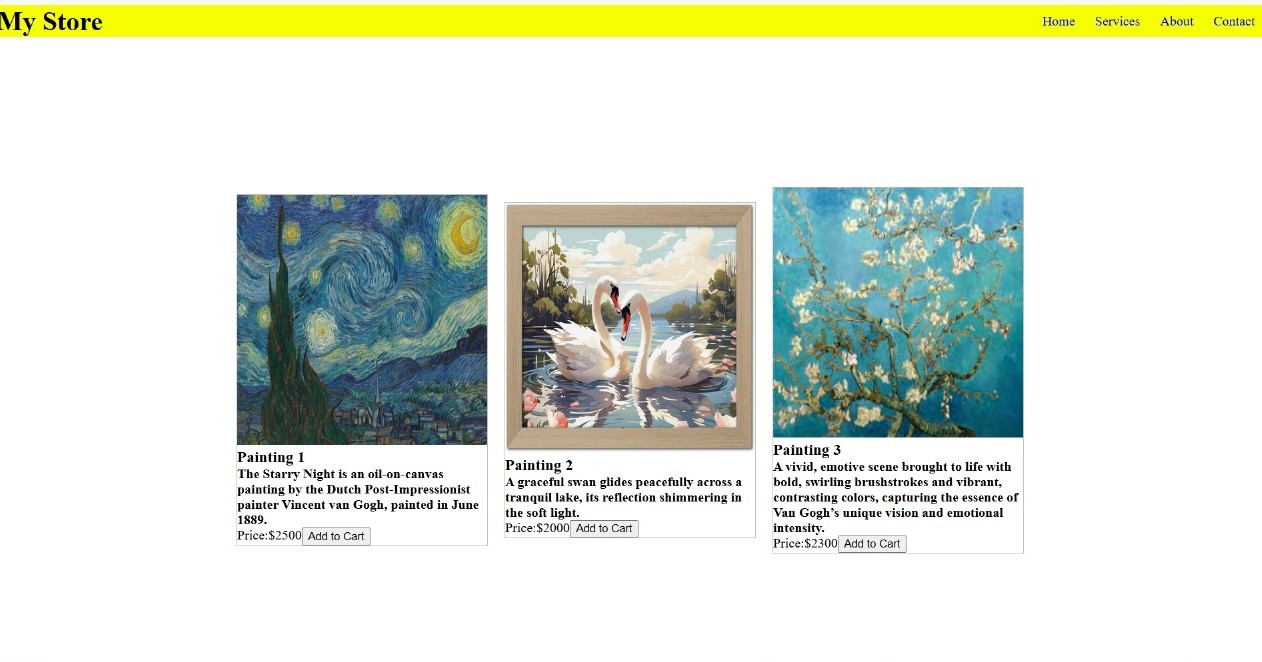 My Store
Home Services About Contact
Painting 1
The Starry Night is an oil-on-canvas
painting by the Dutch Post-Impressionist
painter Vincent van Gogh, painted in June
1889.
Price:$2500 Add to Cart
Painting 2
A graceful swan glides peacefully across a
tranquil lake, its reflection shimmering in
the soft light.
Price:$2000 Add to Cart
Painting 3
A vivid, emotive scene brought to life with
bold, swirling brushstrokes and vibrant,
contrasting colors, capturing the essence of
Van Gogh’s unique vision and emotional
intensity.
Price:$2300 Add to Cart